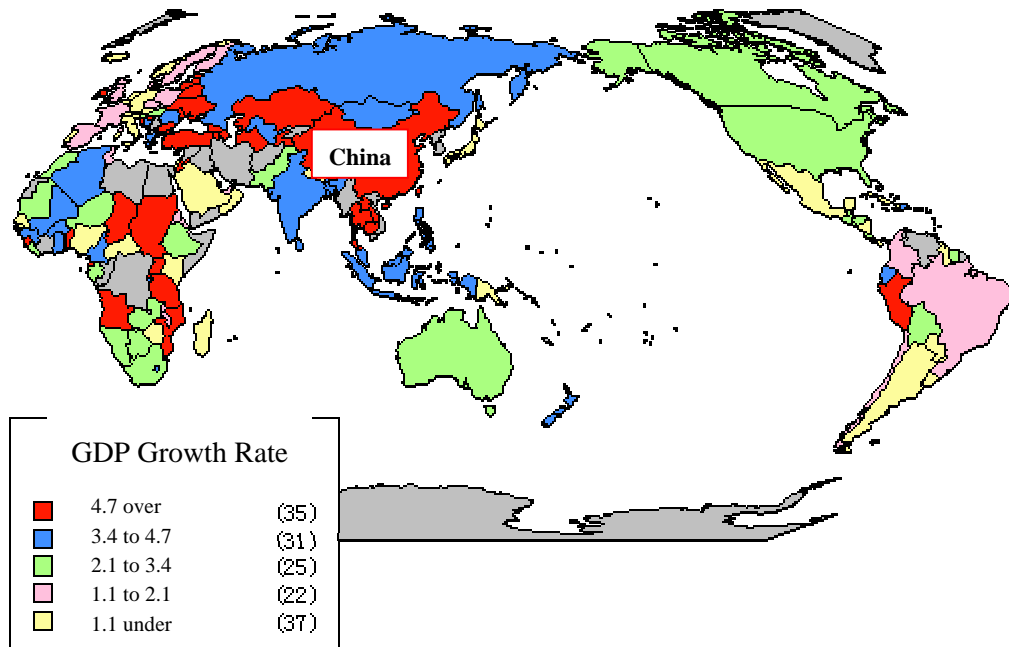 China
GDP Growth Rate
4.7 over (35)
3.4 to 4.7 (31)
2.1 to 3.4 (25)
1.1 to 2.1 (22)
1.1 under (37)